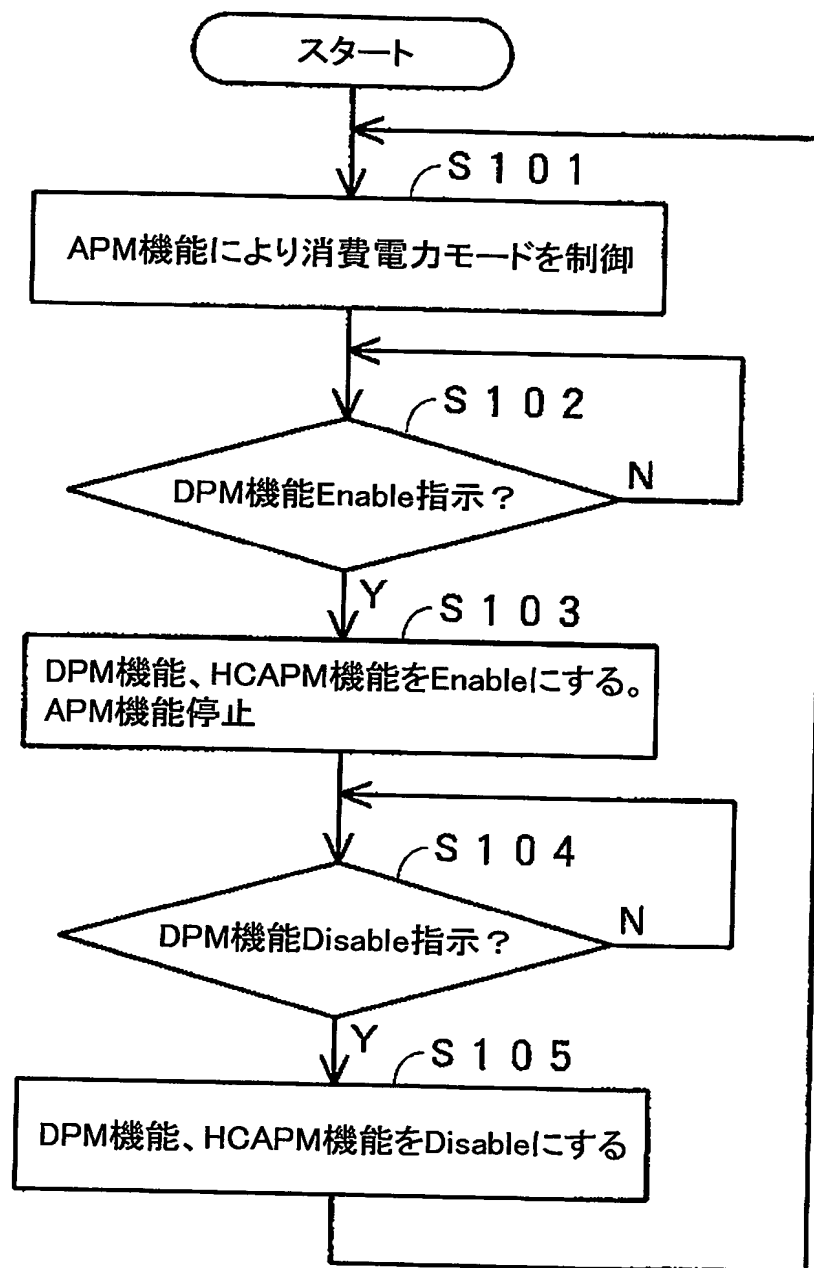 スタート
S101
APM機能により消費電力モードを制御
S102
DPM機能Enable指示？
N
Y
S103
DPM機能、HCAPM機能をEnableにする。
APM機能停止
S104
DPM機能Disable指示？
N
Y
S105
DPM機能、HCAPM機能をDisableにする